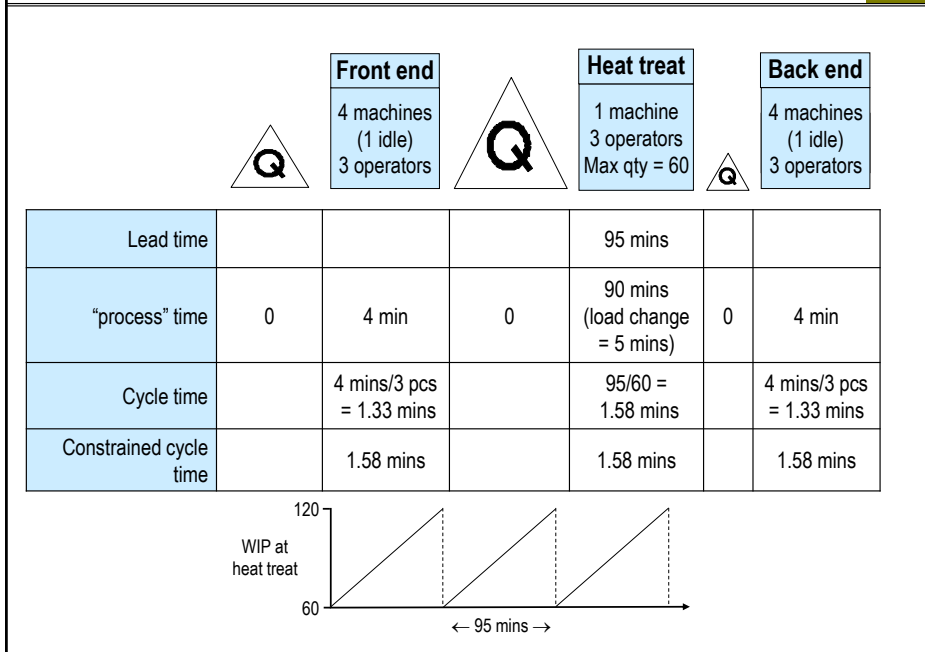 Front end
Heat treat
Back end
4 machines
(1 idle)
3 operators
1 machine
3 operators
Max qty = 60
4 machines
(1 idle)
3 operators
Q
Q
Q
Lead time
95 mins
“process” time
0
4 min
0
90 mins
(load change
= 5 mins)
0
4 min
Cycle time
4 mins/3 pcs
= 1.33 mins
95/60 =
1.58 mins
4 mins/3 pcs
= 1.33 mins
Constrained cycle
time
1.58 mins
1.58 mins
1.58 mins
120
WIP at
heat treat
60
← 95 mins →